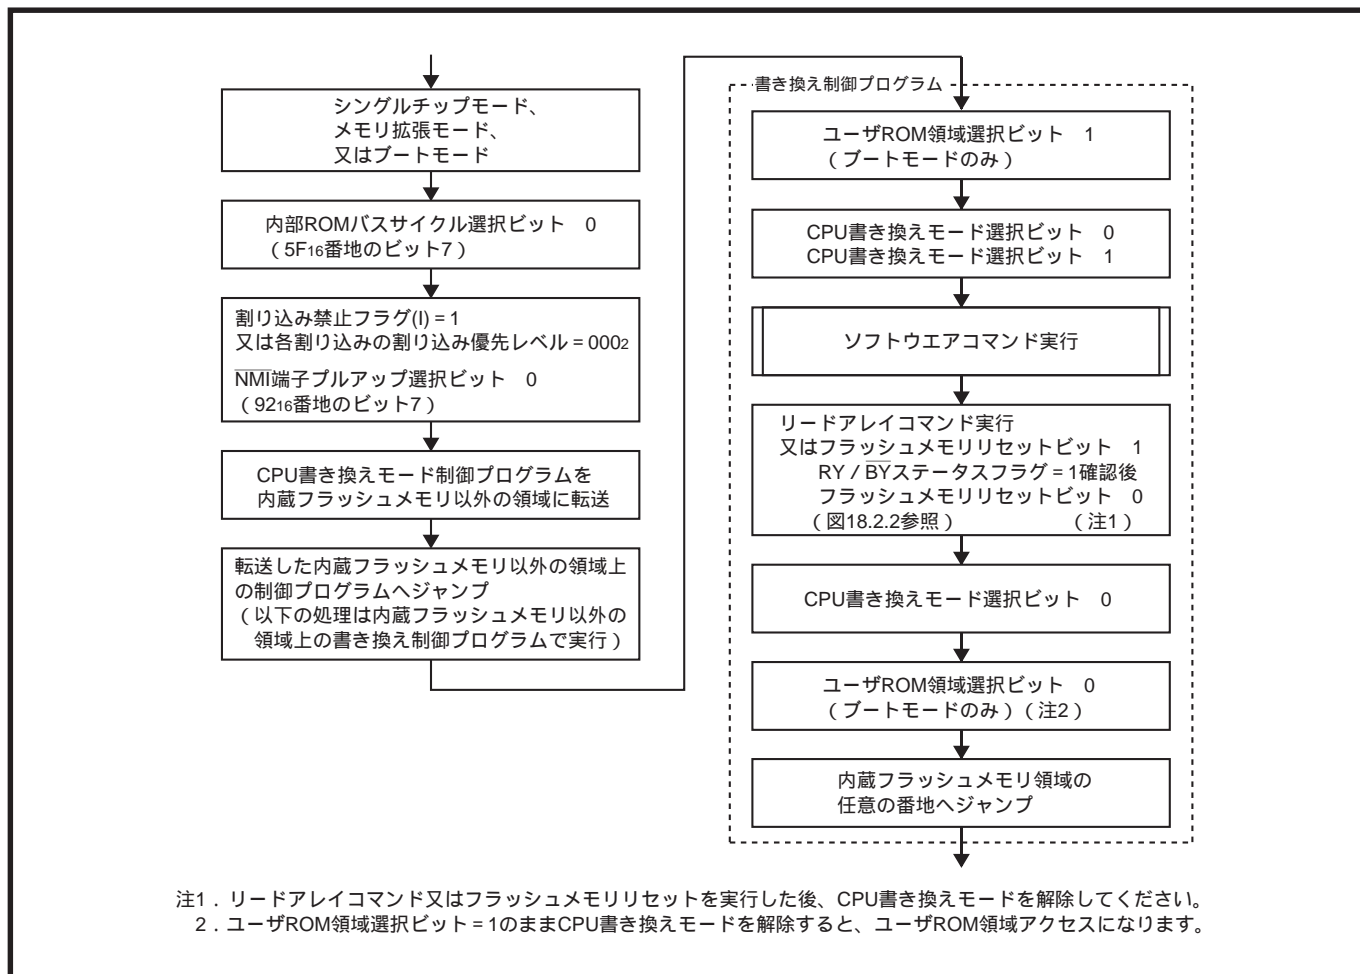 シングルチップモード、
メモリ拡張モード、
又はブートモード
内部ROMバスサイクル選択ビット　0
（5F16番地のビット7）
割り込み禁止フラグ(I) = 1
又は各割り込みの割り込み優先レベル = 0002
NMI端子プルアップ選択ビット　0
（9216番地のビット7）
CPU書き換えモード制御プログラムを
内蔵フラッシュメモリ以外の領域に転送
転送した内蔵フラッシュメモリ以外の領域上
の制御プログラムへジャンプ
（以下の処理は内蔵フラッシュメモリ以外の
領域上の書き換え制御プログラムで実行）
書き換え制御プログラム
ユーザROM領域選択ビット　1
（ブートモードのみ）
CPU書き換えモード選択ビット　0
CPU書き換えモード選択ビット　1
ソフトウエアコマンド実行
リードアレイコマンド実行
又はフラッシュメモリリセットビット　1
RY / BYステータスフラグ = 1確認後
フラッシュメモリリセットビット　0
（図18.2.2参照）　（注1）
CPU書き換えモード選択ビット　0
ユーザROM領域選択ビット　0
（ブートモードのみ）（注2）
内蔵フラッシュメモリ領域の
任意の番地へジャンプ
注1．リードアレイコマンド又はフラッシュメモリリセットを実行した後、CPU書き換えモードを解除してください。
2．ユーザROM領域選択ビット = 1のままCPU書き換えモードを解除すると、ユーザROM領域アクセスになります。